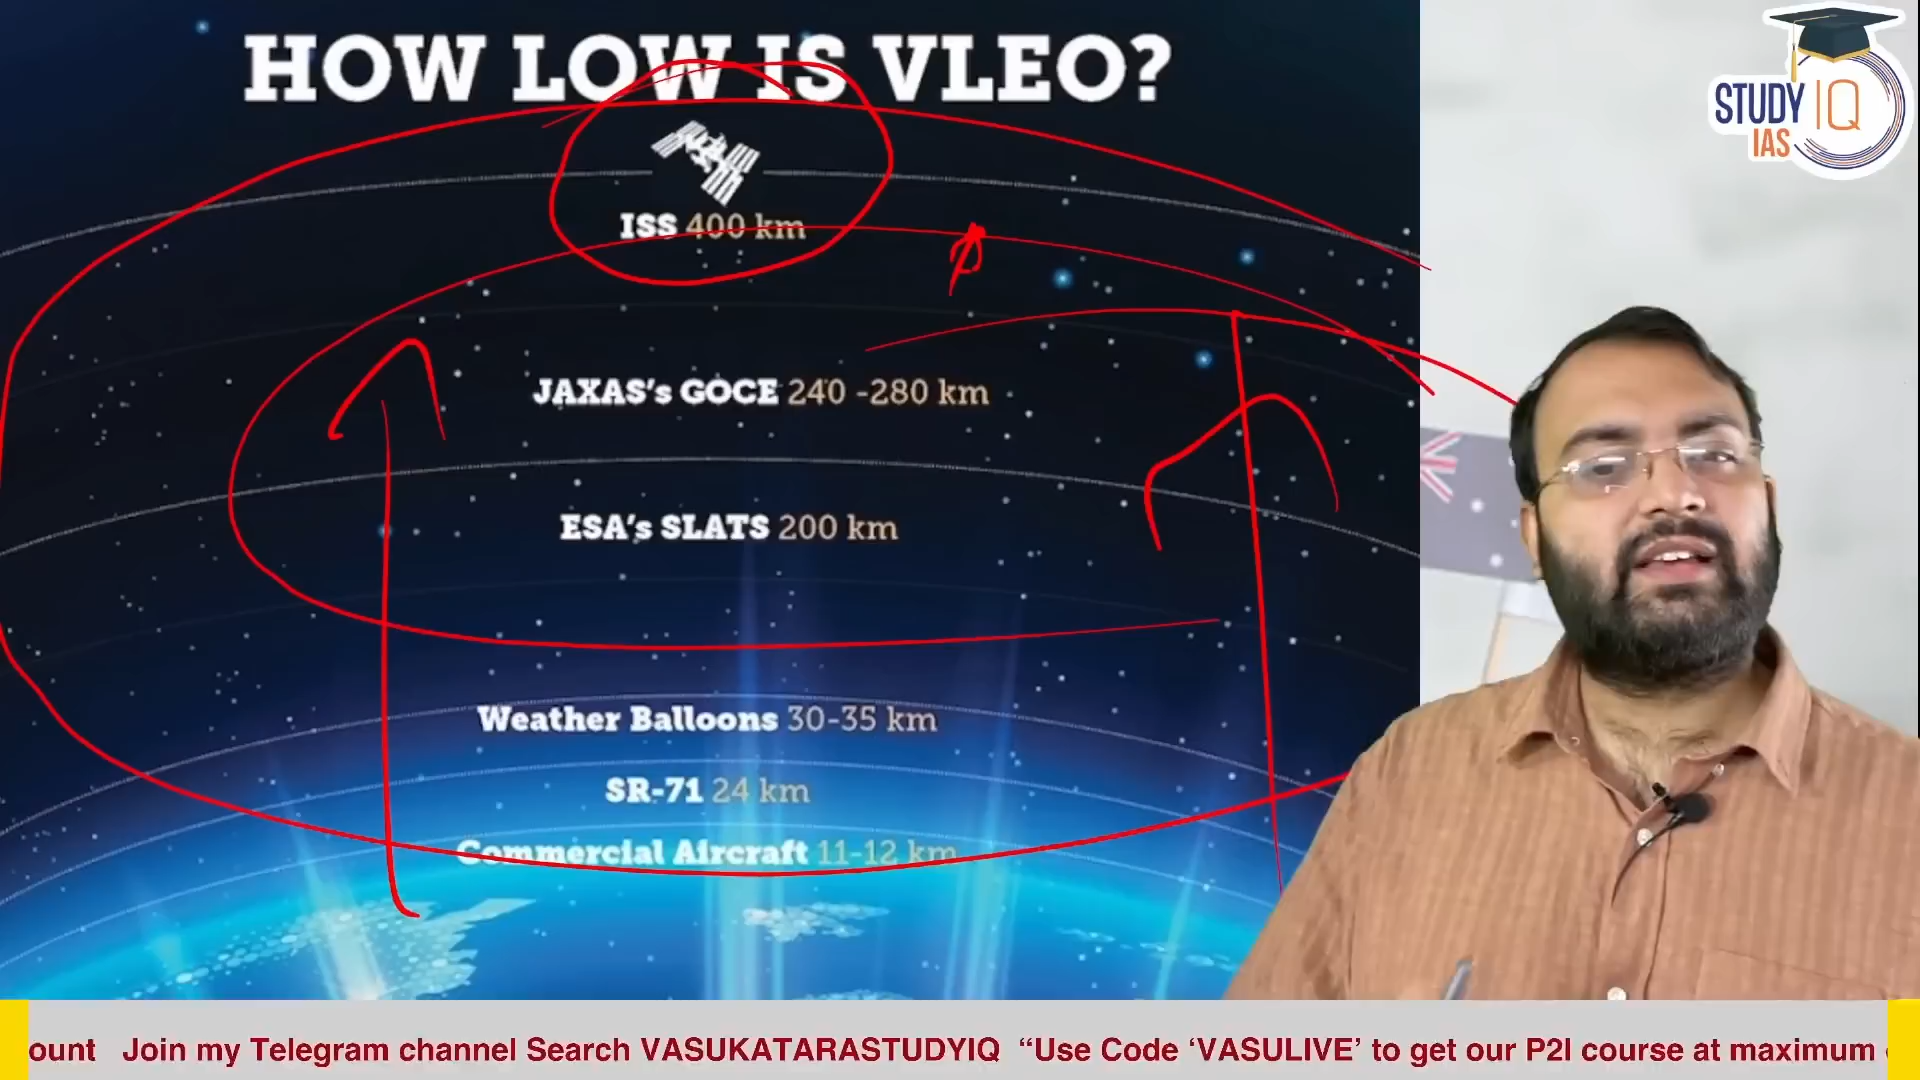 HOW LOW IS VLEO?
STUDY IQ
IAS
ISS 400 km
JAXAS's GOCE 240 -280 km
ESA's SLATS 200 km
Weather Balloons 30-35 km
SR-71 24 km
Commercial Aircraft 11-12 km
ount Join my Telegram channel Search VASUKATARASTUDYIQ “Use Code ‘VASULIVE’ to get our P2I course at maximum